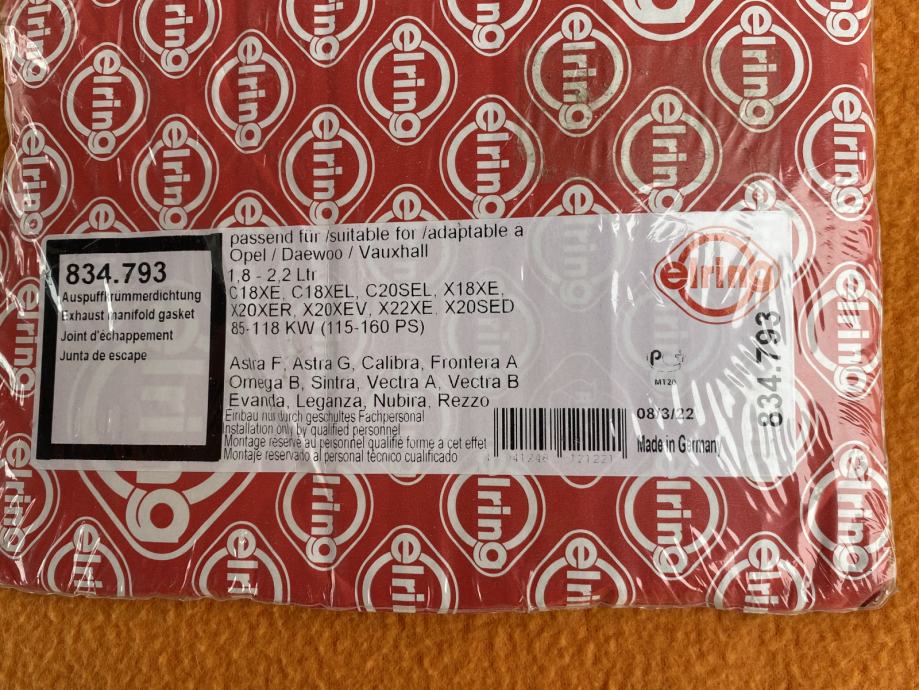 834.793
Auspuffkrümmerdichtung
Exhaust manifold gasket
Joint d'échappement
Junta de escape
passend für /suitable for /adaptable a
Opel / Daewoo / Vauxhall
1,8 - 2,2 Ltr
C18XE, C18XEL, C20SEL, X18XE,
X20XER, X20XEV, X22XE, X20SED
85-118 KW (115-160 PS)
Astra F, Astra G, Calibra, Frontera A
Omega B, Sintra, Vectra A, Vectra B
Evanda, Leganza, Nubira, Rezzo
Einbau nur durch geschultes Fachpersonal
Installation only by qualified personnel
Montage réservé au personnel qualifié forme a cet effet
Montaje reservado al personal técnico cualificado
elring
M120
08/3/22
Made in Germany
834.793
elring